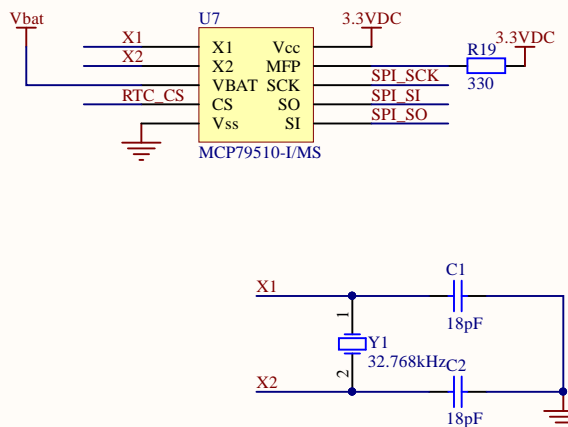 Vbat
U7
3.3VDC
3.3VDC
X1
X1
Vcc
R19
X2
X2
MFP
330
VBAT
SCK
SPI_SCK
RTC_CS
CS
SO
SPI_SI
Vss
SI
SPI_SO
MCP79510-I/MS
X1
C1
18pF
1
Y1
32.768kHz
2
X2
C2
18pF